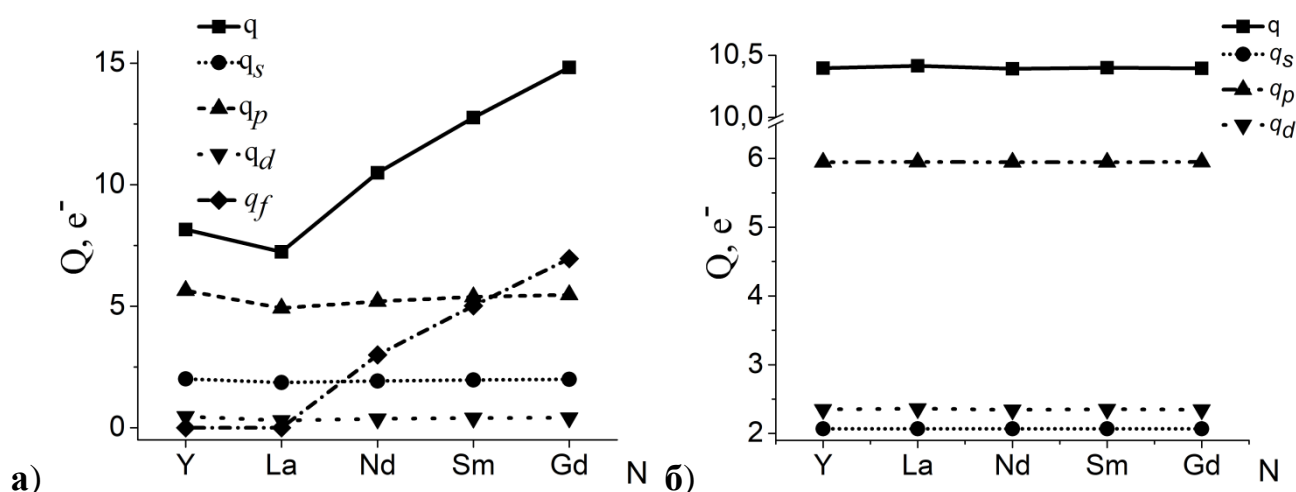 q
q_s
q_p
q_d
q_f
15
10
5
0
Q, e⁻
Y La Nd Sm Gd N
а)
q
q_s
q_p
q_d
10,5
10,0
6
5
4
3
2
Q, e⁻
Y La Nd Sm Gd N
б)